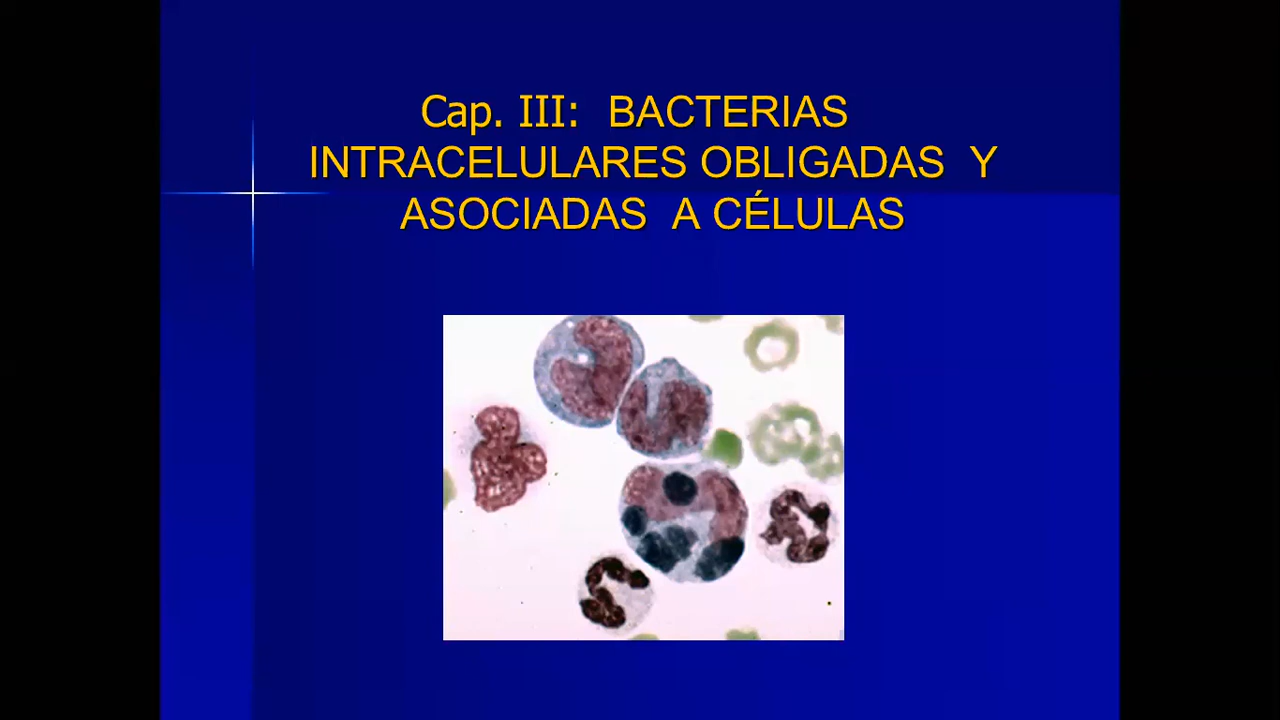 Cap. III: BACTERIAS
INTRACELULARES OBLIGADAS Y
ASOCIADAS A CÉLULAS